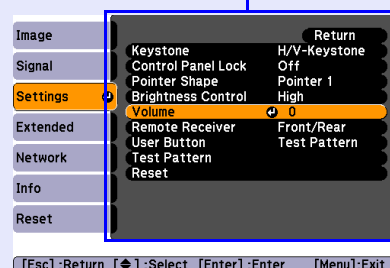 Image
Signal
Settings
Extended
Network
Info
Reset
Return
Keystone H/V-Keystone
Control Panel Lock Off
Pointer Shape Pointer 1
Brightness Control High
Volume 0
Remote Receiver Front/Rear
User Button Test Pattern
Test Pattern
Reset
[Esc]:Return [◆]:Select [Enter]:Enter [Menu]:Exit